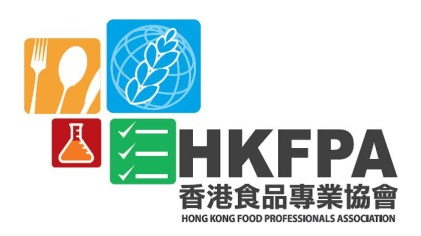 HKFPA
香港食品專業協會
HONG KONG FOOD PROFESSIONALS ASSOCIATION